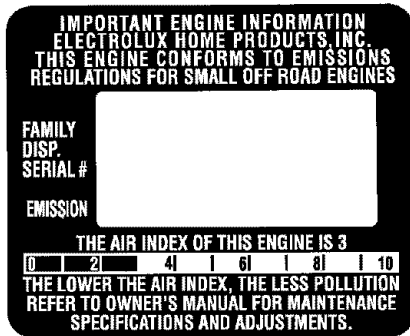 IMPORTANT ENGINE INFORMATION
ELECTROLUX HOME PRODUCTS, INC.
THIS ENGINE CONFORMS TO EMISSIONS
REGULATIONS FOR SMALL OFF ROAD ENGINES
FAMILY
DISP.
SERIAL #
EMISSION
THE AIR INDEX OF THIS ENGINE IS 3
0 2 4 6 8 10
THE LOWER THE AIR INDEX, THE LESS POLLUTION
REFER TO OWNER'S MANUAL FOR MAINTENANCE
SPECIFICATIONS AND ADJUSTMENTS.